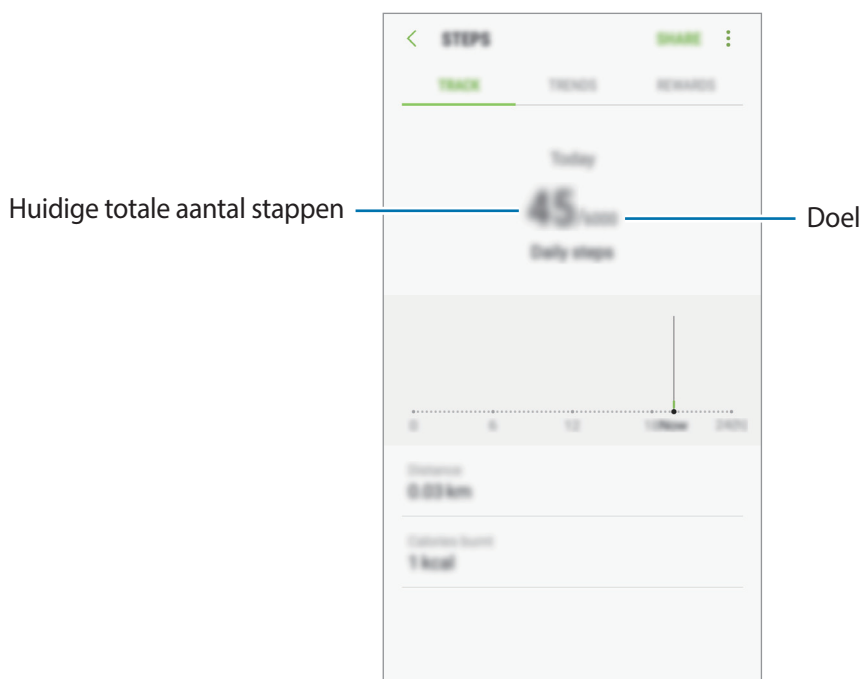 STEPS SHARE
TRACK TRENDS REWARDS
Today
Huidige totale aantal stappen
45
Doel
Daily steps
0 6 12 18 Now
Distance
0.03 km
Calories burnt
1 kcal